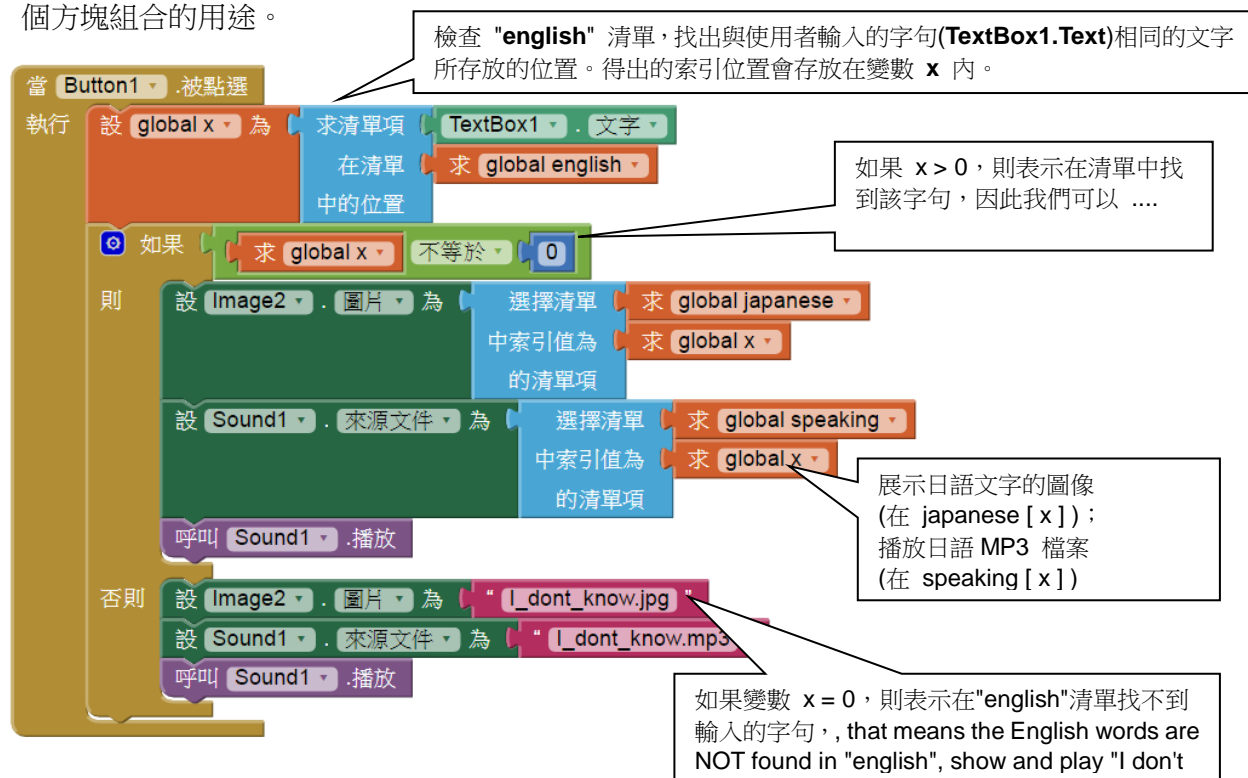 個方塊組合的用途。
檢查 "english" 清單，找出與使用者輸入的字句(TextBox1.Text)相同的文字
所存放的位置。得出的索引位置會存放在變數 x 內。
當 Button1 .被點選
執行 設 global x 為 求清單項 TextBox1 . 文字
在清單 求 global english
中的位置
如果 x > 0，則表示在清單中找
到該字句，因此我們可以 ....
如果 求 global x 不等於 0
則 設 Image2 . 圖片 為 選擇清單 求 global japanese
中索引值為 求 global x
的清單項
設 Sound1 . 來源文件 為 選擇清單 求 global speaking
中索引值為 求 global x
的清單項
展示日語文字的圖像
(在 japanese [ x ])；
播放日語 MP3 檔案
(在 speaking [ x ])
呼叫 Sound1 .播放
否則 設 Image2 . 圖片 為 “ I_dont_know.jpg ”
設 Sound1 . 來源文件 為 “ I_dont_know.mp3
呼叫 Sound1 .播放
如果變數 x = 0，則表示在"english"清單找不到
輸入的字句，, that means the English words are
NOT found in "english", show and play "I don't